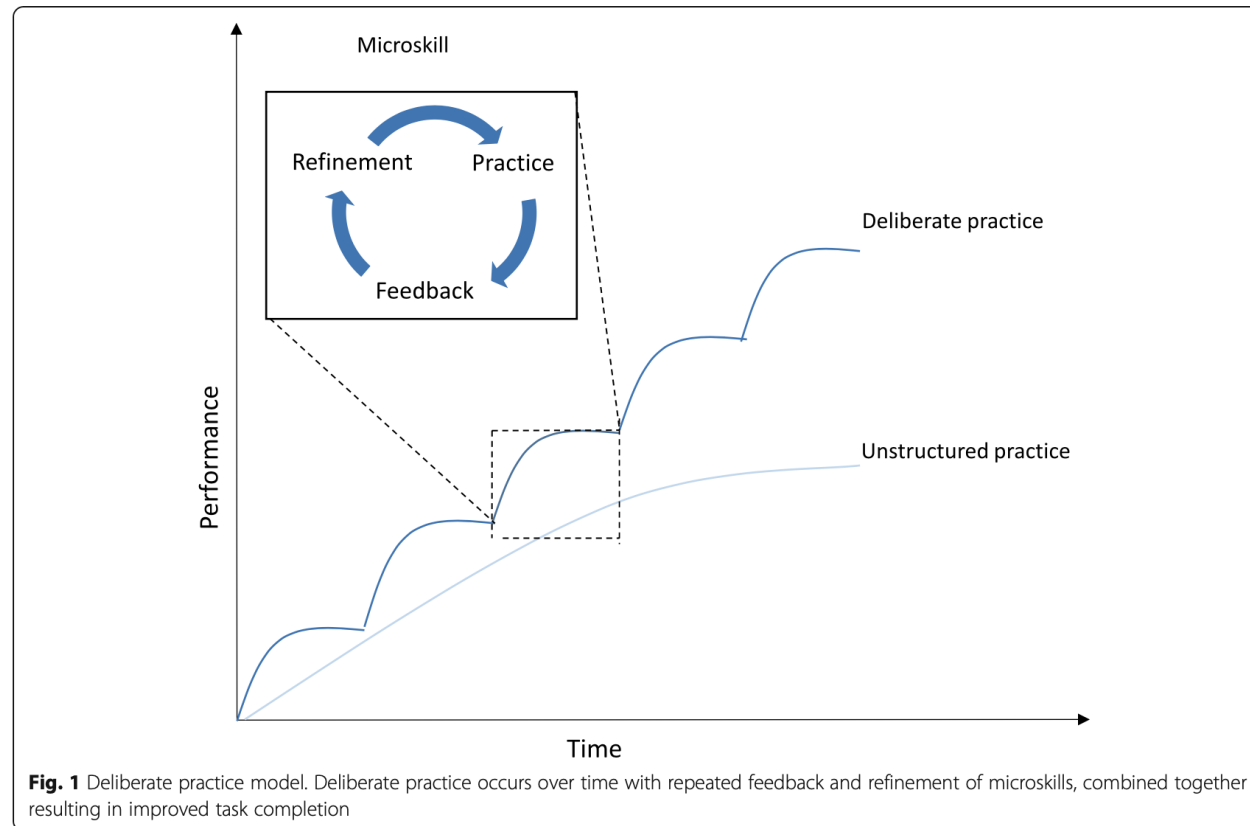 Microskill
Refinement
Practice
Feedback
Deliberate practice
Unstructured practice
Performance
Time
Fig. 1 Deliberate practice model. Deliberate practice occurs over time with repeated feedback and refinement of microskills, combined together
resulting in improved task completion